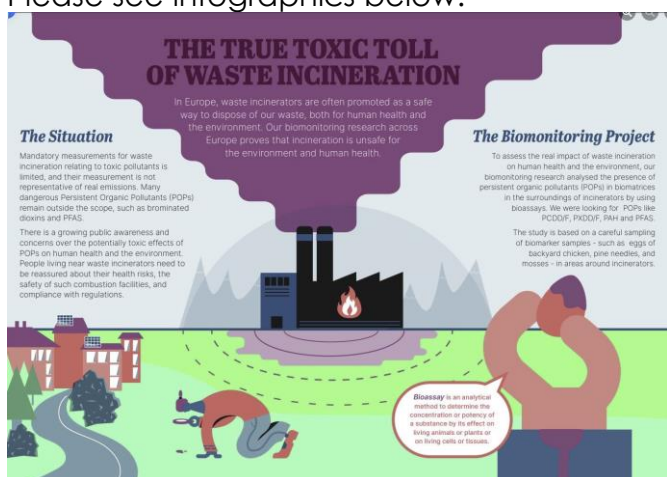 Please see infographics below:
THE TRUE TOXIC TOLL
OF WASTE INCINERATION
In Europe, waste incinerators are often promoted as a safe
way to dispose of our waste, both for human health and
the environment. Our biomonitoring research across
Europe proves that incineration is unsafe for
the environment and human health.
The Situation
Mandatory measurements for waste
incineration relating to toxic pollutants is
limited, and their measurement is not
representative of real emissions. Many
dangerous Persistent Organic Pollutants (POPs)
remain outside the scope, such as brominated
dioxins and PFAS.
There is a growing public awareness and
concerns over the potentially toxic effects of
POPs on human health and the environment.
People living near waste incinerators need to
be reassured about their health risks, the
safety of such combustion facilities, and
compliance with regulations.
The Biomonitoring Project
To assess the real impact of waste incineration
on human health and the environment, our
biomonitoring research analysed the presence of
persistent organic pollutants (POPs) in biomatrices
in the surroundings of incinerators by using
bioassays. We were looking for POPs like
PCDD/F, PXDD/F, PAH and PFAS.
The study is based on a careful sampling
of biomarker samples - such as eggs of
backyard chicken, pine needles, and
mosses - in areas around incinerators.
Bioassay is an analytical
method to determine the
concentration or potency of
a substance by its effect on
living animals or plants or
on living cells or tissues.